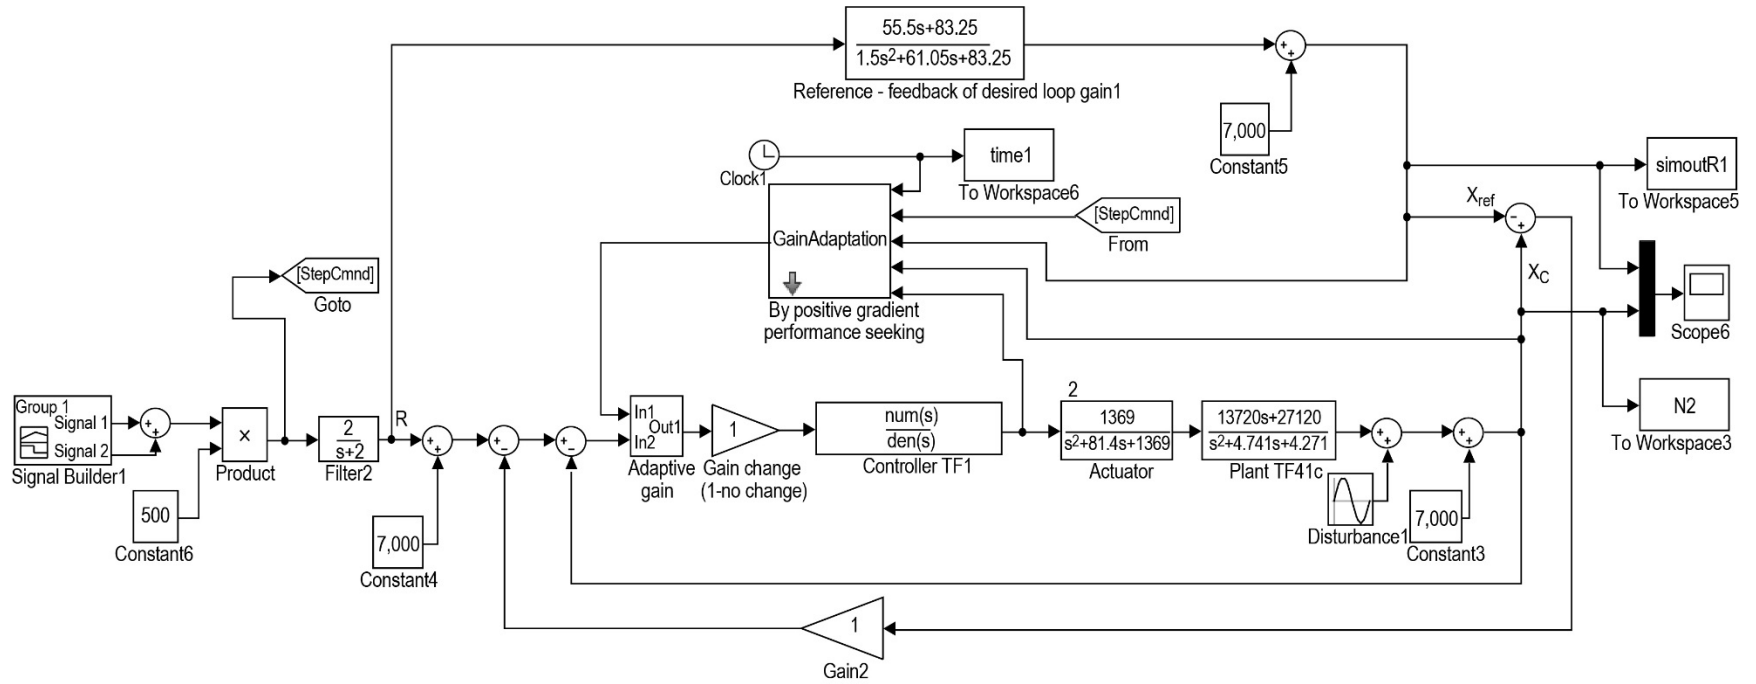 55.5s+83.25
1.5s²+61.05s+83.25
Reference - feedback of desired loop gain1
+
+
7,000
Constant5
Clock1
time1
To Workspace6
simoutR1
To Workspace5
[StepCmnd]
From
X_ref
-
+
X_C
GainAdaptation
By positive gradient
performance seeking
[StepCmnd]
Goto
Scope6
N2
To Workspace3
Group 1
Signal 1
Signal 2
Signal Builder1
+
+
×
Product
500
Constant6
2
s+2
Filter2
R
+
+
7,000
Constant4
+
-
+
-
In1
In2
Out1
Adaptive
gain
1
Gain change
(1-no change)
num(s)
den(s)
Controller TF1
2
1369
s²+81.4s+1369
Actuator
13720s+27120
s²+4.741s+4.271
Plant TF41c
+
+
Disturbance1
+
+
7,000
Constant3
1
Gain2